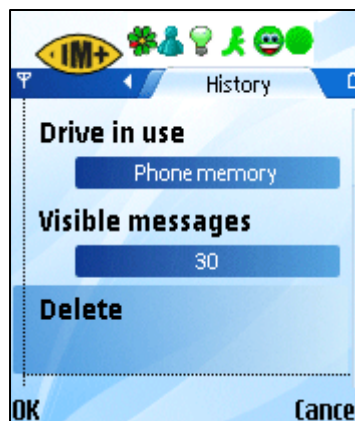 IM+
History
Drive in use
Phone memory
Visible messages
30
Delete
OK
Cance